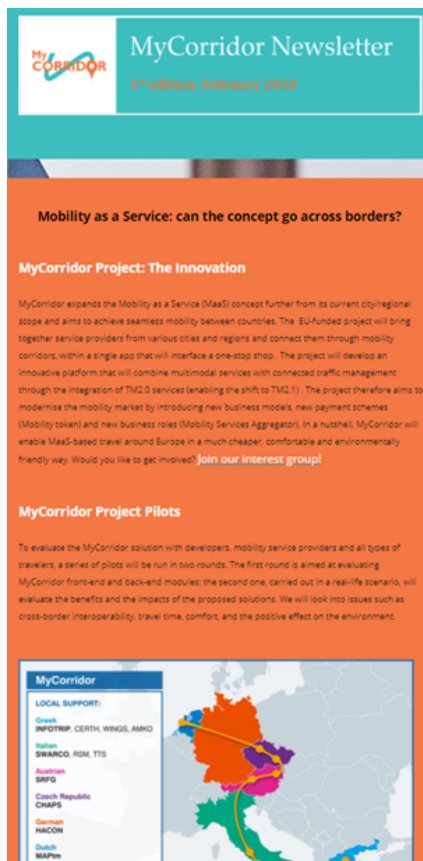 My
CORRIDOR
MyCorridor Newsletter
1st edition, February 2018
Mobility as a Service: can the concept go across borders?
MyCorridor Project: The Innovation
MyCorridor expands the Mobility as a Service (MaaS) concept further from its current city/regional
scope and aims to achieve seamless mobility between countries. The EU-funded project will bring
together service providers from various cities and regions and connect them through mobility
corridors, within a single app that will interface a one-stop shop. The project will develop an
innovative platform that will combine multimodal services with connected traffic management
through the integration of TM2.0 services (enabling the shift to TM2.1) . The project therefore aims to
modernise the mobility market by introducing new business models, new payment schemes
(Mobility token) and new business roles (Mobility Services Aggregator). In a nutshell, MyCorridor will
enable MaaS-based travel around Europe in a much cheaper, comfortable and environmentally
friendly way. Would you like to get involved? Join our interest group!
MyCorridor Project Pilots
To evaluate the MyCorridor solution with developers, mobility service providers and all types of
travelers, a series of pilots will be run in two rounds. The first round is aimed at evaluating
MyCorridor front-end and back-end modules; the second one, carried out in a real-life scenario, will
evaluate the benefits and the impacts of the proposed solutions. We will look into issues such as
cross-border interoperability, travel time, comfort, and the positive effect on the environment.
MyCorridor
LOCAL SUPPORT:
Greek
INFOTRIP, CERTH, WINGS, AMKO
Italian
SWARCO, RSM, TTS
Austrian
SRFG
Czech Republic
CHAPS
German
HACON
Dutch
MAPtm